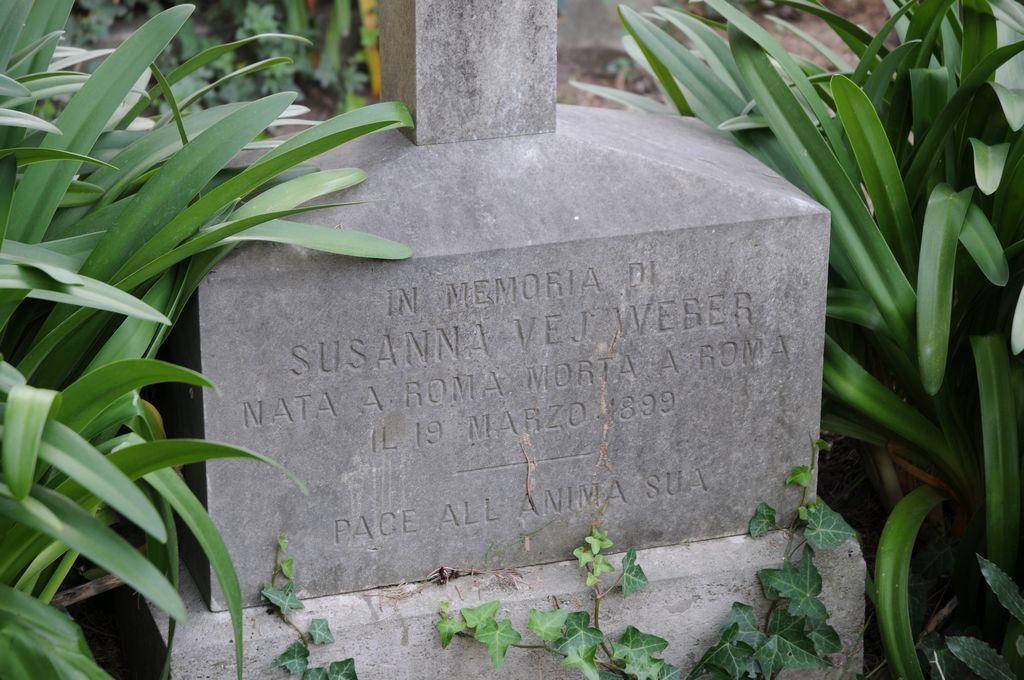 IN MEMORIA DI
SUSANNA VEJ WEBER
NATA A ROMA MORTA A ROMA
IL 19 MARZO 1899
PACE ALL ANIMA SUA